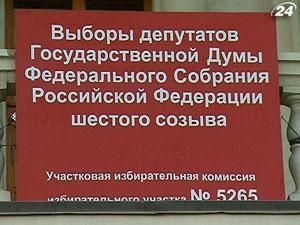 24
Выборы депутатов
Государственной Думы
Федерального Собрания
Российской Федерации
шестого созыва
Участковая избирательная комиссия
избирательного участка № 5265